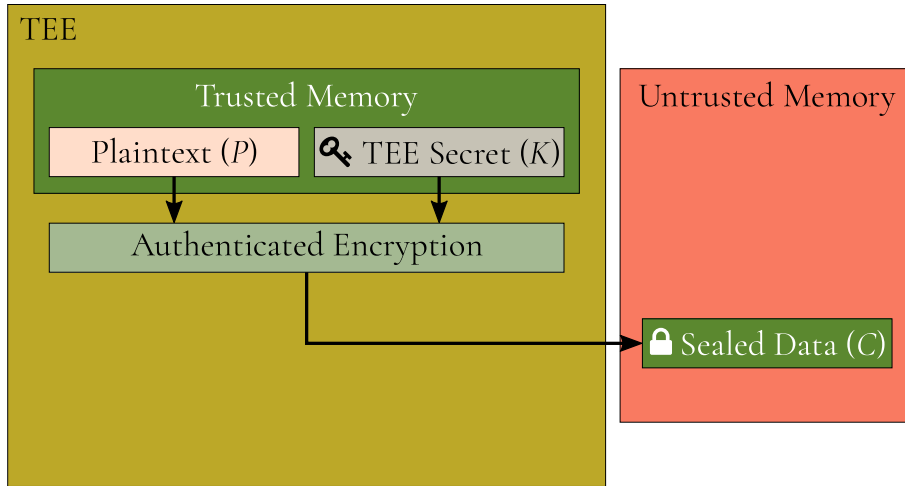 TEE
Trusted Memory
Untrusted Memory
Plaintext (P)
TEE Secret (K)
Authenticated Encryption
Sealed Data (C)